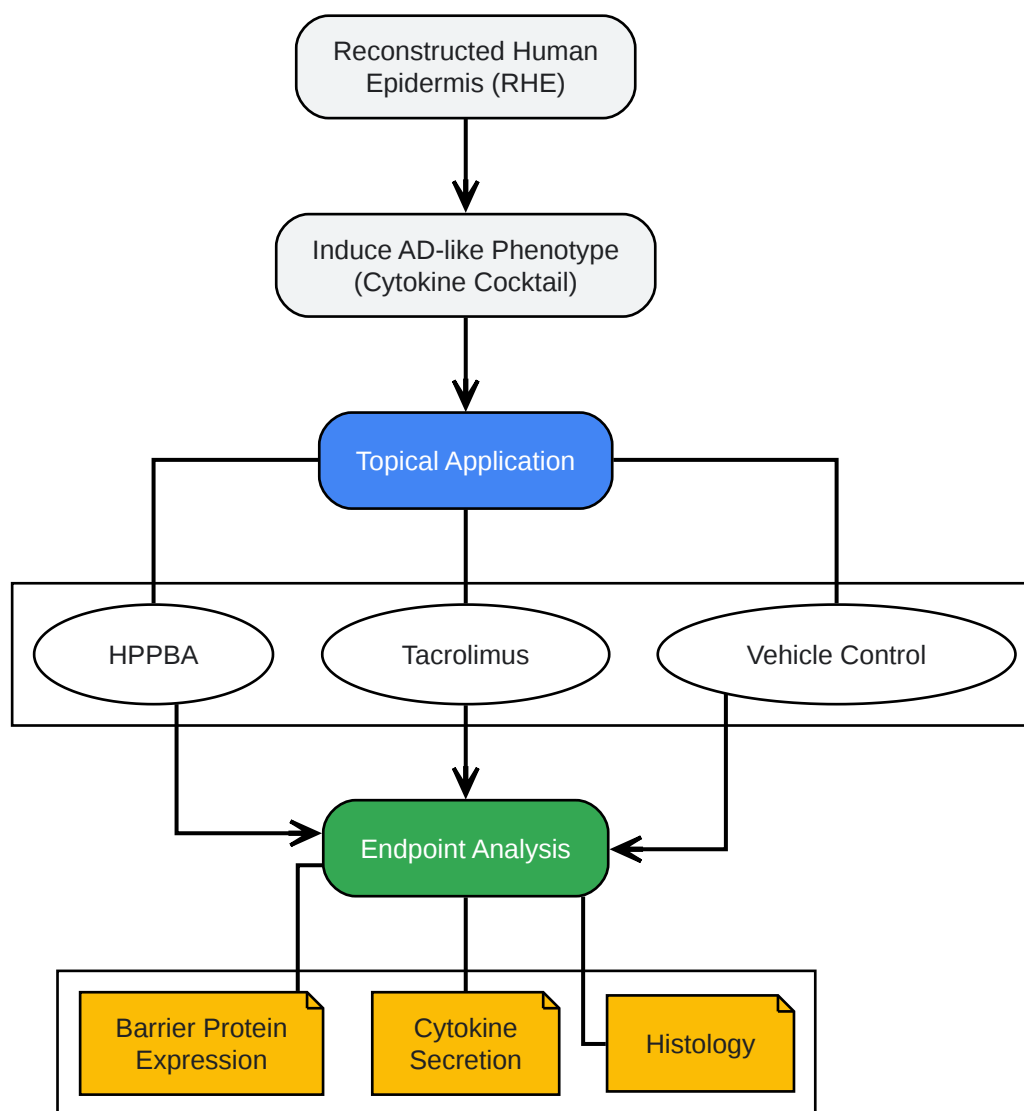 Reconstructed Human
Epidermis (RHE)
Induce AD-like Phenotype
(Cytokine Cocktail)
Topical Application
HPPBA
Tacrolimus
Vehicle Control
Endpoint Analysis
Barrier Protein
Expression
Cytokine
Secretion
Histology